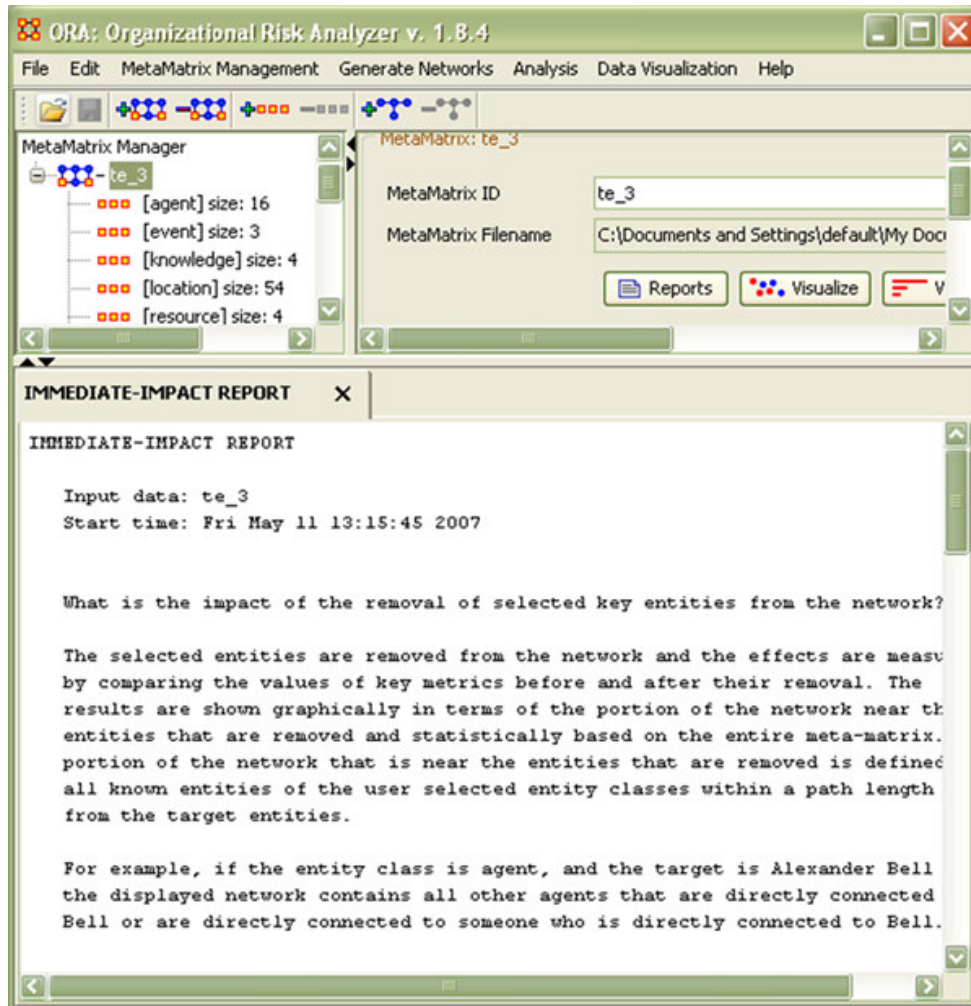 ORA: Organizational Risk Analyzer v. 1.8.4
File Edit MetaMatrix Management Generate Networks Analysis Data Visualization Help
MetaMatrix Manager
te_3
[agent] size: 16
[event] size: 3
[knowledge] size: 4
[location] size: 54
[resource] size: 4
MetaMatrix: te_3
MetaMatrix ID te_3
MetaMatrix Filename C:\Documents and Settings\default\My Docu
Reports Visualize V
IMMEDIATE-IMPACT REPORT X
IMMEDIATE-IMPACT REPORT
Input data: te_3
Start time: Fri May 11 13:15:45 2007
What is the impact of the removal of selected key entities from the network?
The selected entities are removed from the network and the effects are measu
by comparing the values of key metrics before and after their removal. The
results are shown graphically in terms of the portion of the network near th
entities that are removed and statistically based on the entire meta-matrix.
portion of the network that is near the entities that are removed is defined
all known entities of the user selected entity classes within a path length
from the target entities.
For example, if the entity class is agent, and the target is Alexander Bell
the displayed network contains all other agents that are directly connected
Bell or are directly connected to someone who is directly connected to Bell.